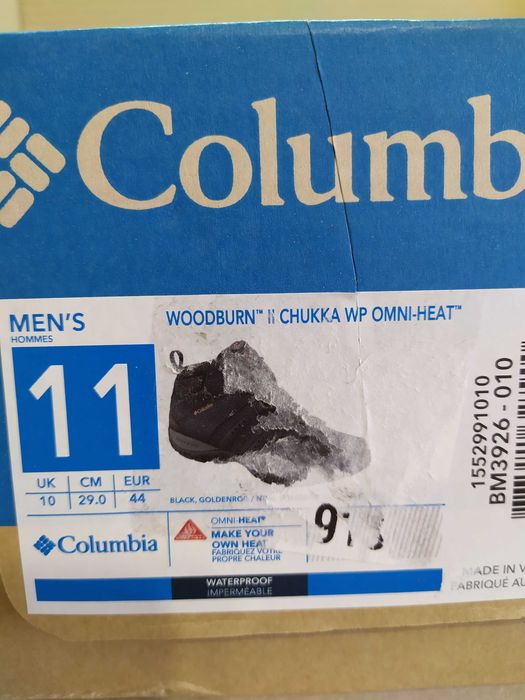 Columb
MEN'S
HOMMES
11
UK CM EUR
10 29.0 44
Columbia
WOODBURN™ II CHUKKA WP OMNI-HEAT™
Columbia
BLACK, GOLDENROD /
OMNI-HEAT®
MAKE YOUR
OWN HEAT
FABRIQUEZ VOTRE
PROPRE CHALEUR
WATERPROOF
IMPERMÉABLE
1552991010
BM3926 - 010
MADE IN V
FABRIQUÉ AU